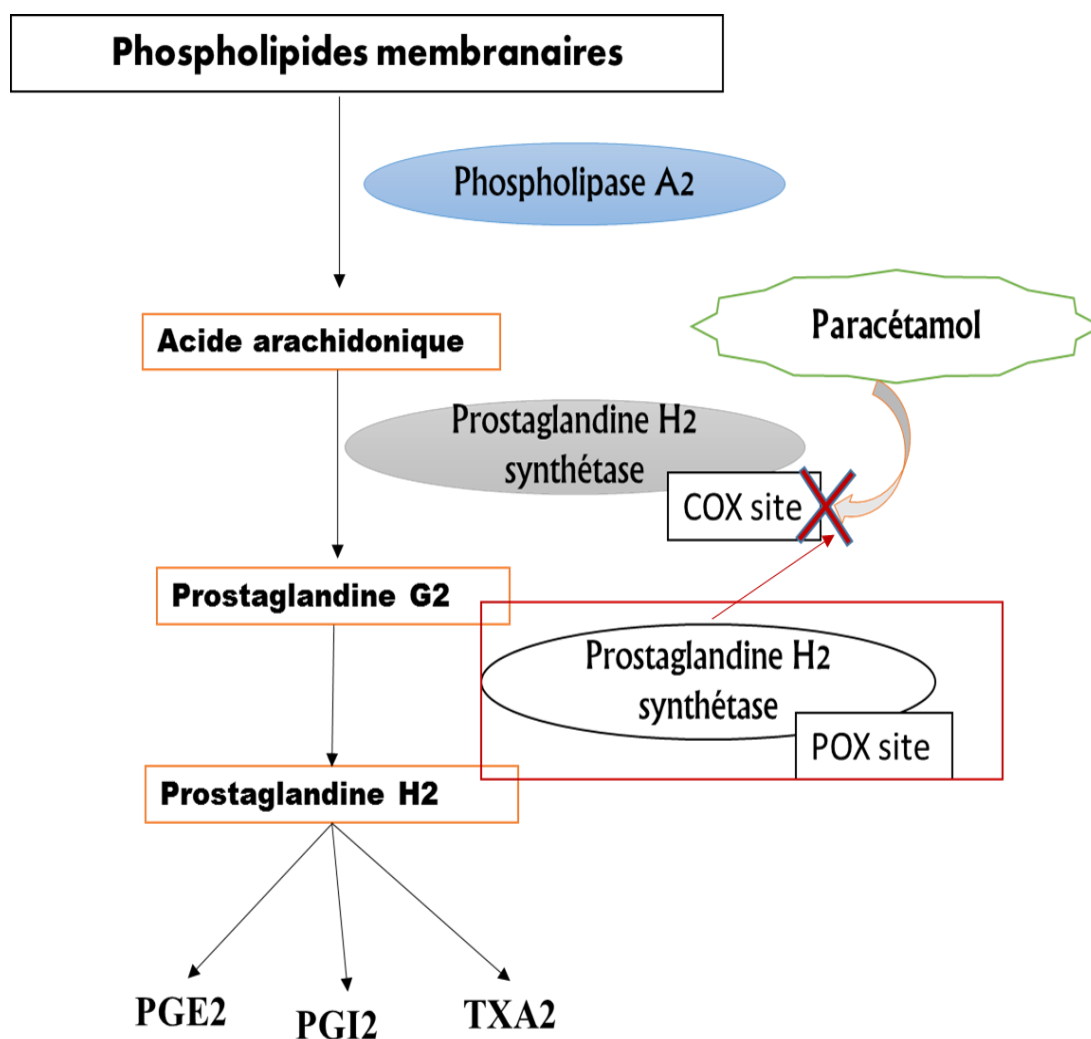 Phospholipides membranaires
Phospholipase A2
Acide arachidonique
Paracétamol
Prostaglandine H2
synthétase
COX site
Prostaglandine G2
Prostaglandine H2
synthétase
POX site
Prostaglandine H2
PGE2
PGI2
TXA2